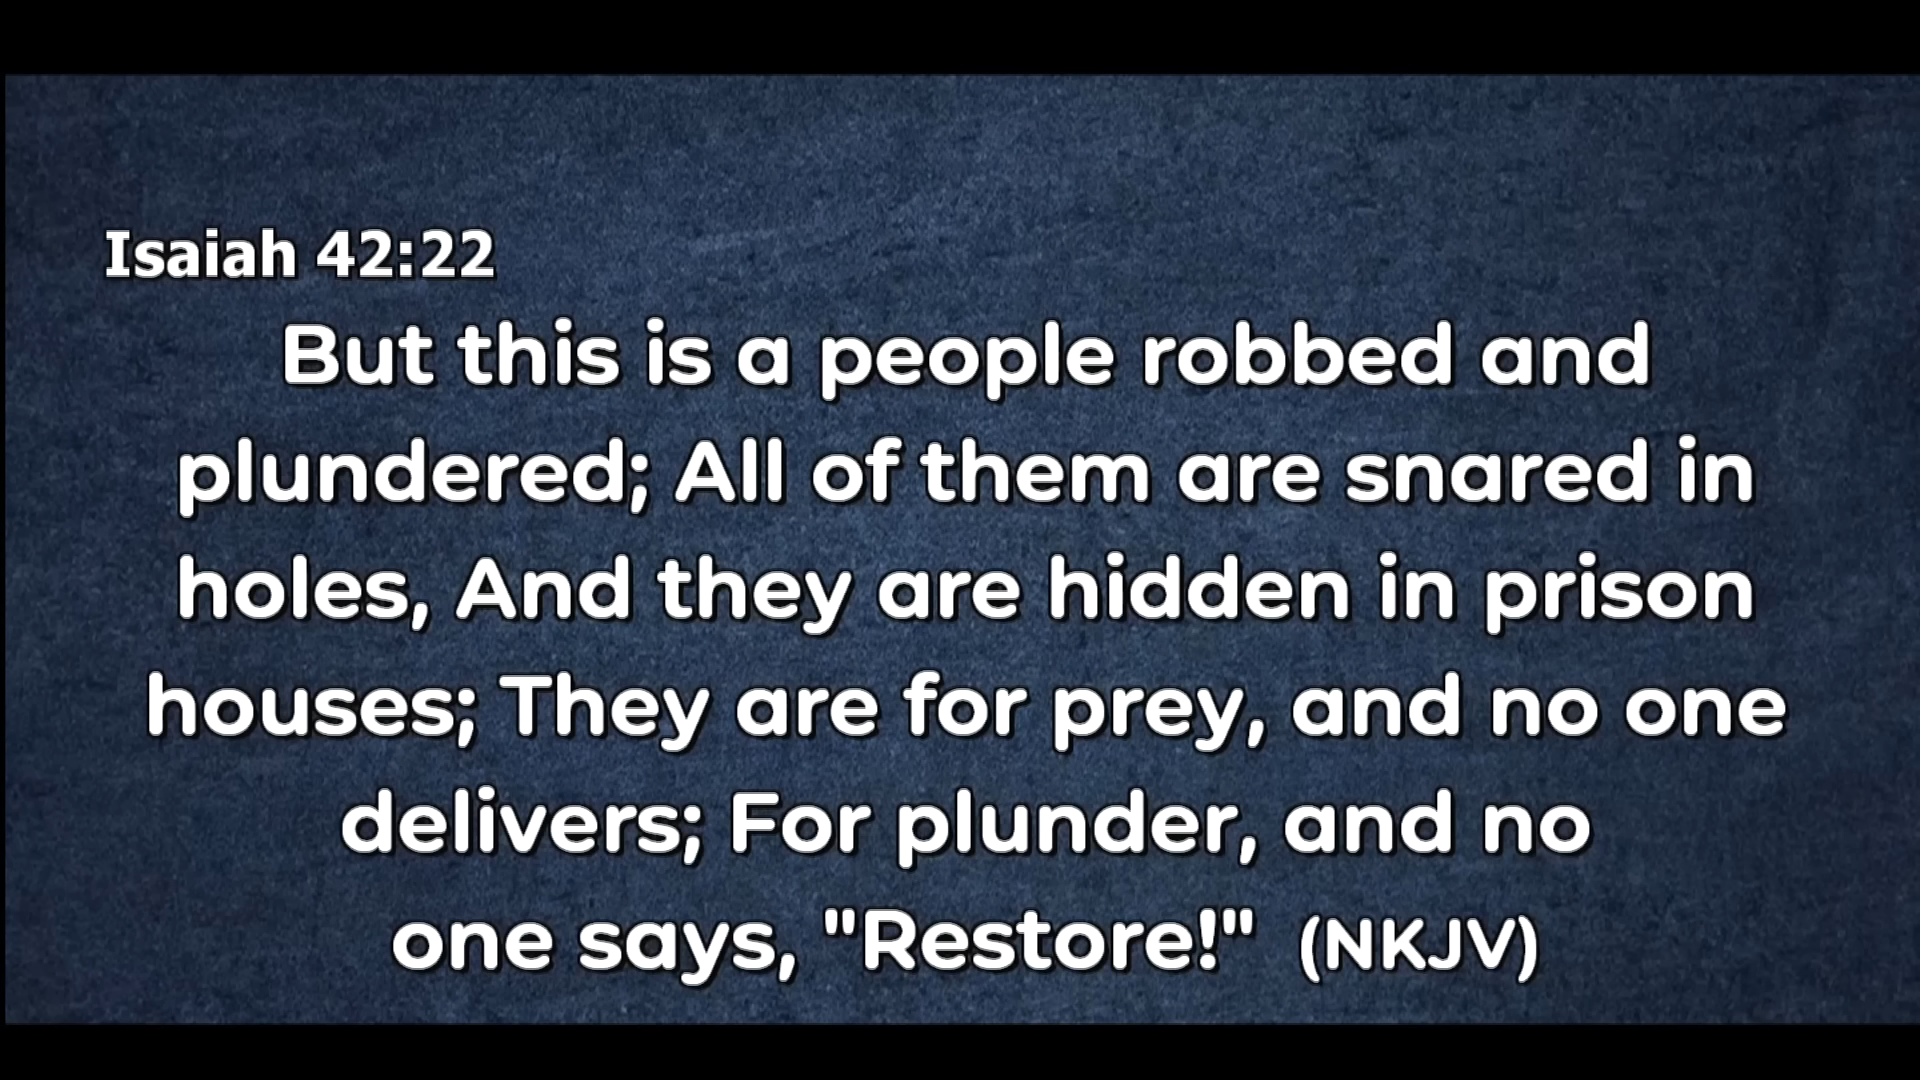 Isaiah 42:22
But this is a people robbed and
plundered; All of them are snared in
holes, And they are hidden in prison
houses; They are for prey, and no one
delivers; For plunder, and no
one says, "Restore!" (NKJV)